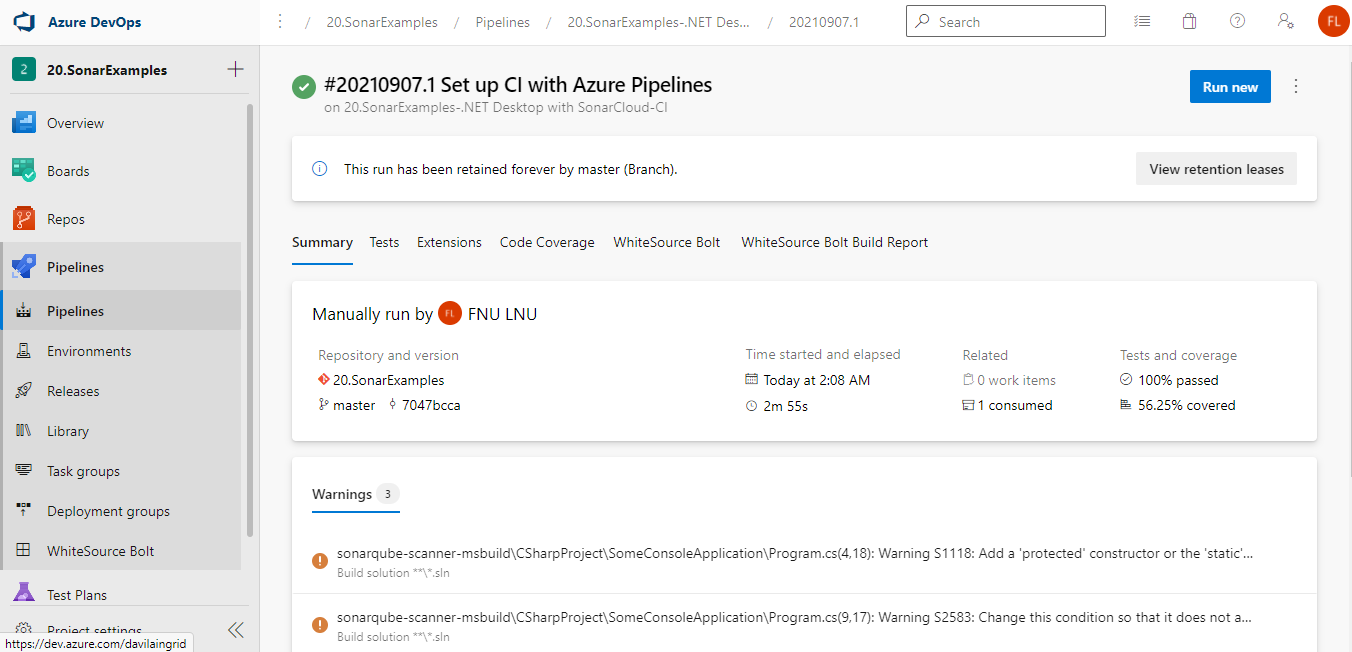 Azure DevOps
/ 20.SonarExamples / Pipelines / 20.SonarExamples-.NET Des... / 20210907.1
Search
FL
2 20.SonarExamples
Overview
Boards
Repos
Pipelines
Pipelines
Environments
Releases
Library
Task groups
Deployment groups
WhiteSource Bolt
Test Plans
Project settings
https://dev.azure.com/davilaingrid
#20210907.1 Set up CI with Azure Pipelines
on 20.SonarExamples-.NET Desktop with SonarCloud-CI
Run new
This run has been retained forever by master (Branch).
View retention leases
Summary Tests Extensions Code Coverage WhiteSource Bolt WhiteSource Bolt Build Report
Manually run by FL FNU LNU
Repository and version
20.SonarExamples
master 7047bcca
Time started and elapsed
Today at 2:08 AM
2m 55s
Related
0 work items
1 consumed
Tests and coverage
100% passed
56.25% covered
Warnings 3
sonarqube-scanner-msbuild\CSharpProject\SomeConsoleApplication\Program.cs(4,18): Warning S1118: Add a 'protected' constructor or the 'static'...
Build solution **\*.sln
sonarqube-scanner-msbuild\CSharpProject\SomeConsoleApplication\Program.cs(9,17): Warning S2583: Change this condition so that it does not a...
Build solution **\*.sln